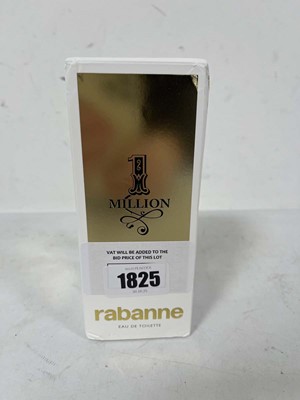 1
MILLION
VAT WILL BE ADDED TO THE
BID PRICE OF THIS LOT
1825
rabanne
EAU DE TOILETTE